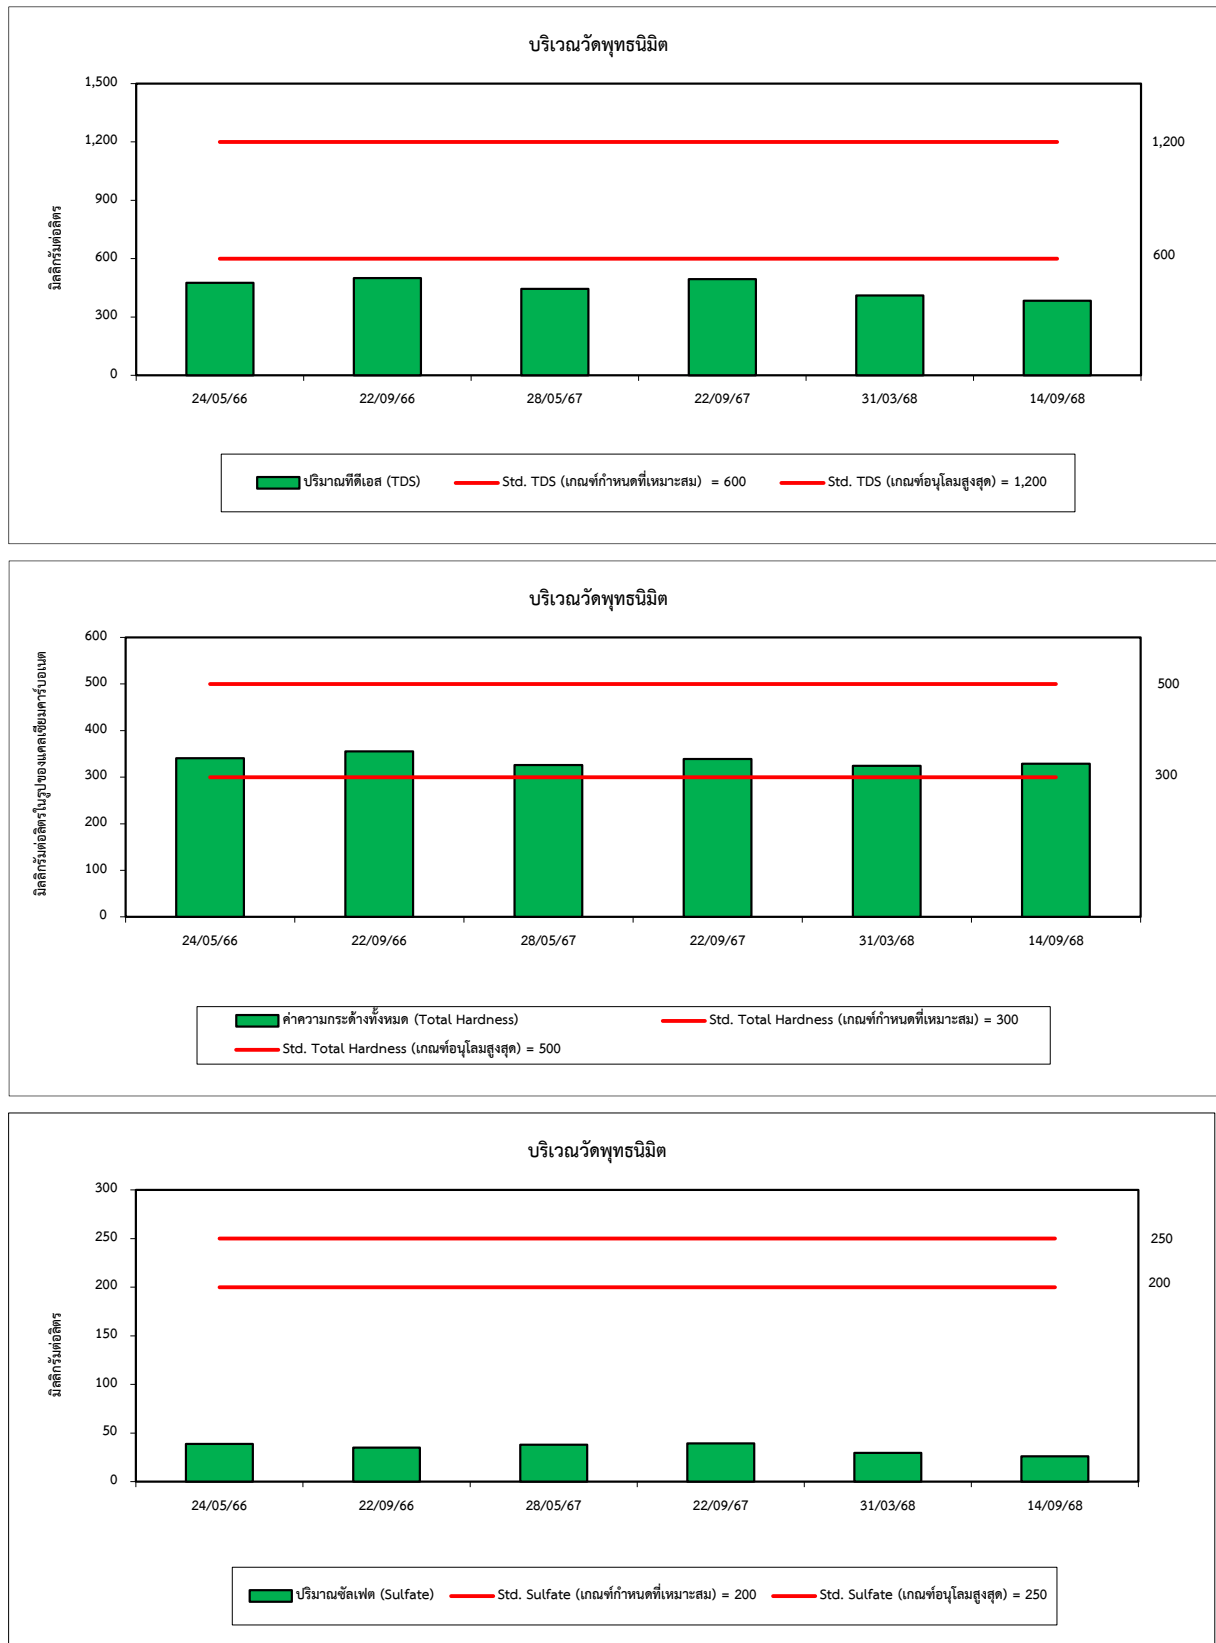 บริเวณวัดพุทธนิมิต
มิลลิกรัมต่อลิตร
1,500
1,200
900
600
300
0
1,200
600
24/05/66 22/09/66 28/05/67 22/09/67 31/03/68 14/09/68
ปริมาณทีดีเอส (TDS) Std. TDS (เกณฑ์กำหนดที่เหมาะสม) = 600 Std. TDS (เกณฑ์อนุโลมสูงสุด) = 1,200
บริเวณวัดพุทธนิมิต
มิลลิกรัมต่อลิตรในรูปของแคลเซียมคาร์บอเนต
600
500
400
300
200
100
0
500
300
24/05/66 22/09/66 28/05/67 22/09/67 31/03/68 14/09/68
ค่าความกระด้างทั้งหมด (Total Hardness) Std. Total Hardness (เกณฑ์กำหนดที่เหมาะสม) = 300
Std. Total Hardness (เกณฑ์อนุโลมสูงสุด) = 500
บริเวณวัดพุทธนิมิต
มิลลิกรัมต่อลิตร
300
250
200
150
100
50
0
250
200
24/05/66 22/09/66 28/05/67 22/09/67 31/03/68 14/09/68
ปริมาณซัลเฟต (Sulfate) Std. Sulfate (เกณฑ์กำหนดที่เหมาะสม) = 200 Std. Sulfate (เกณฑ์อนุโลมสูงสุด) = 250